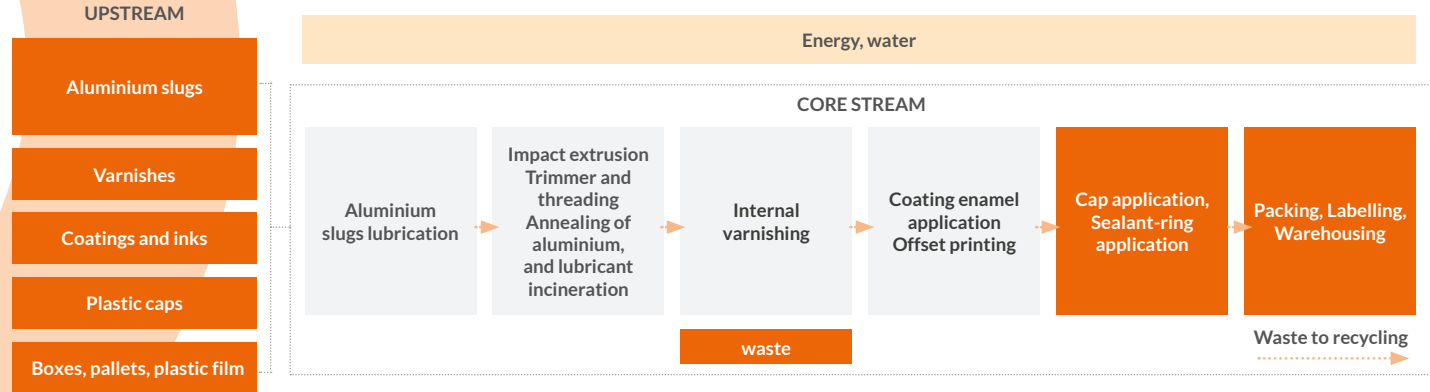 UPSTREAM
Aluminium slugs
Varnishes
Coatings and inks
Plastic caps
Boxes, pallets, plastic film
Energy, water
CORE STREAM
Aluminium
slugs lubrication
Impact extrusion
Trimmer and
threading
Annealing of
aluminium,
and lubricant
incineration
Internal
varnishing
Coating enamel
application
Offset printing
Cap application,
Sealant-ring
application
Packing, Labelling,
Warehousing
waste
Waste to recycling